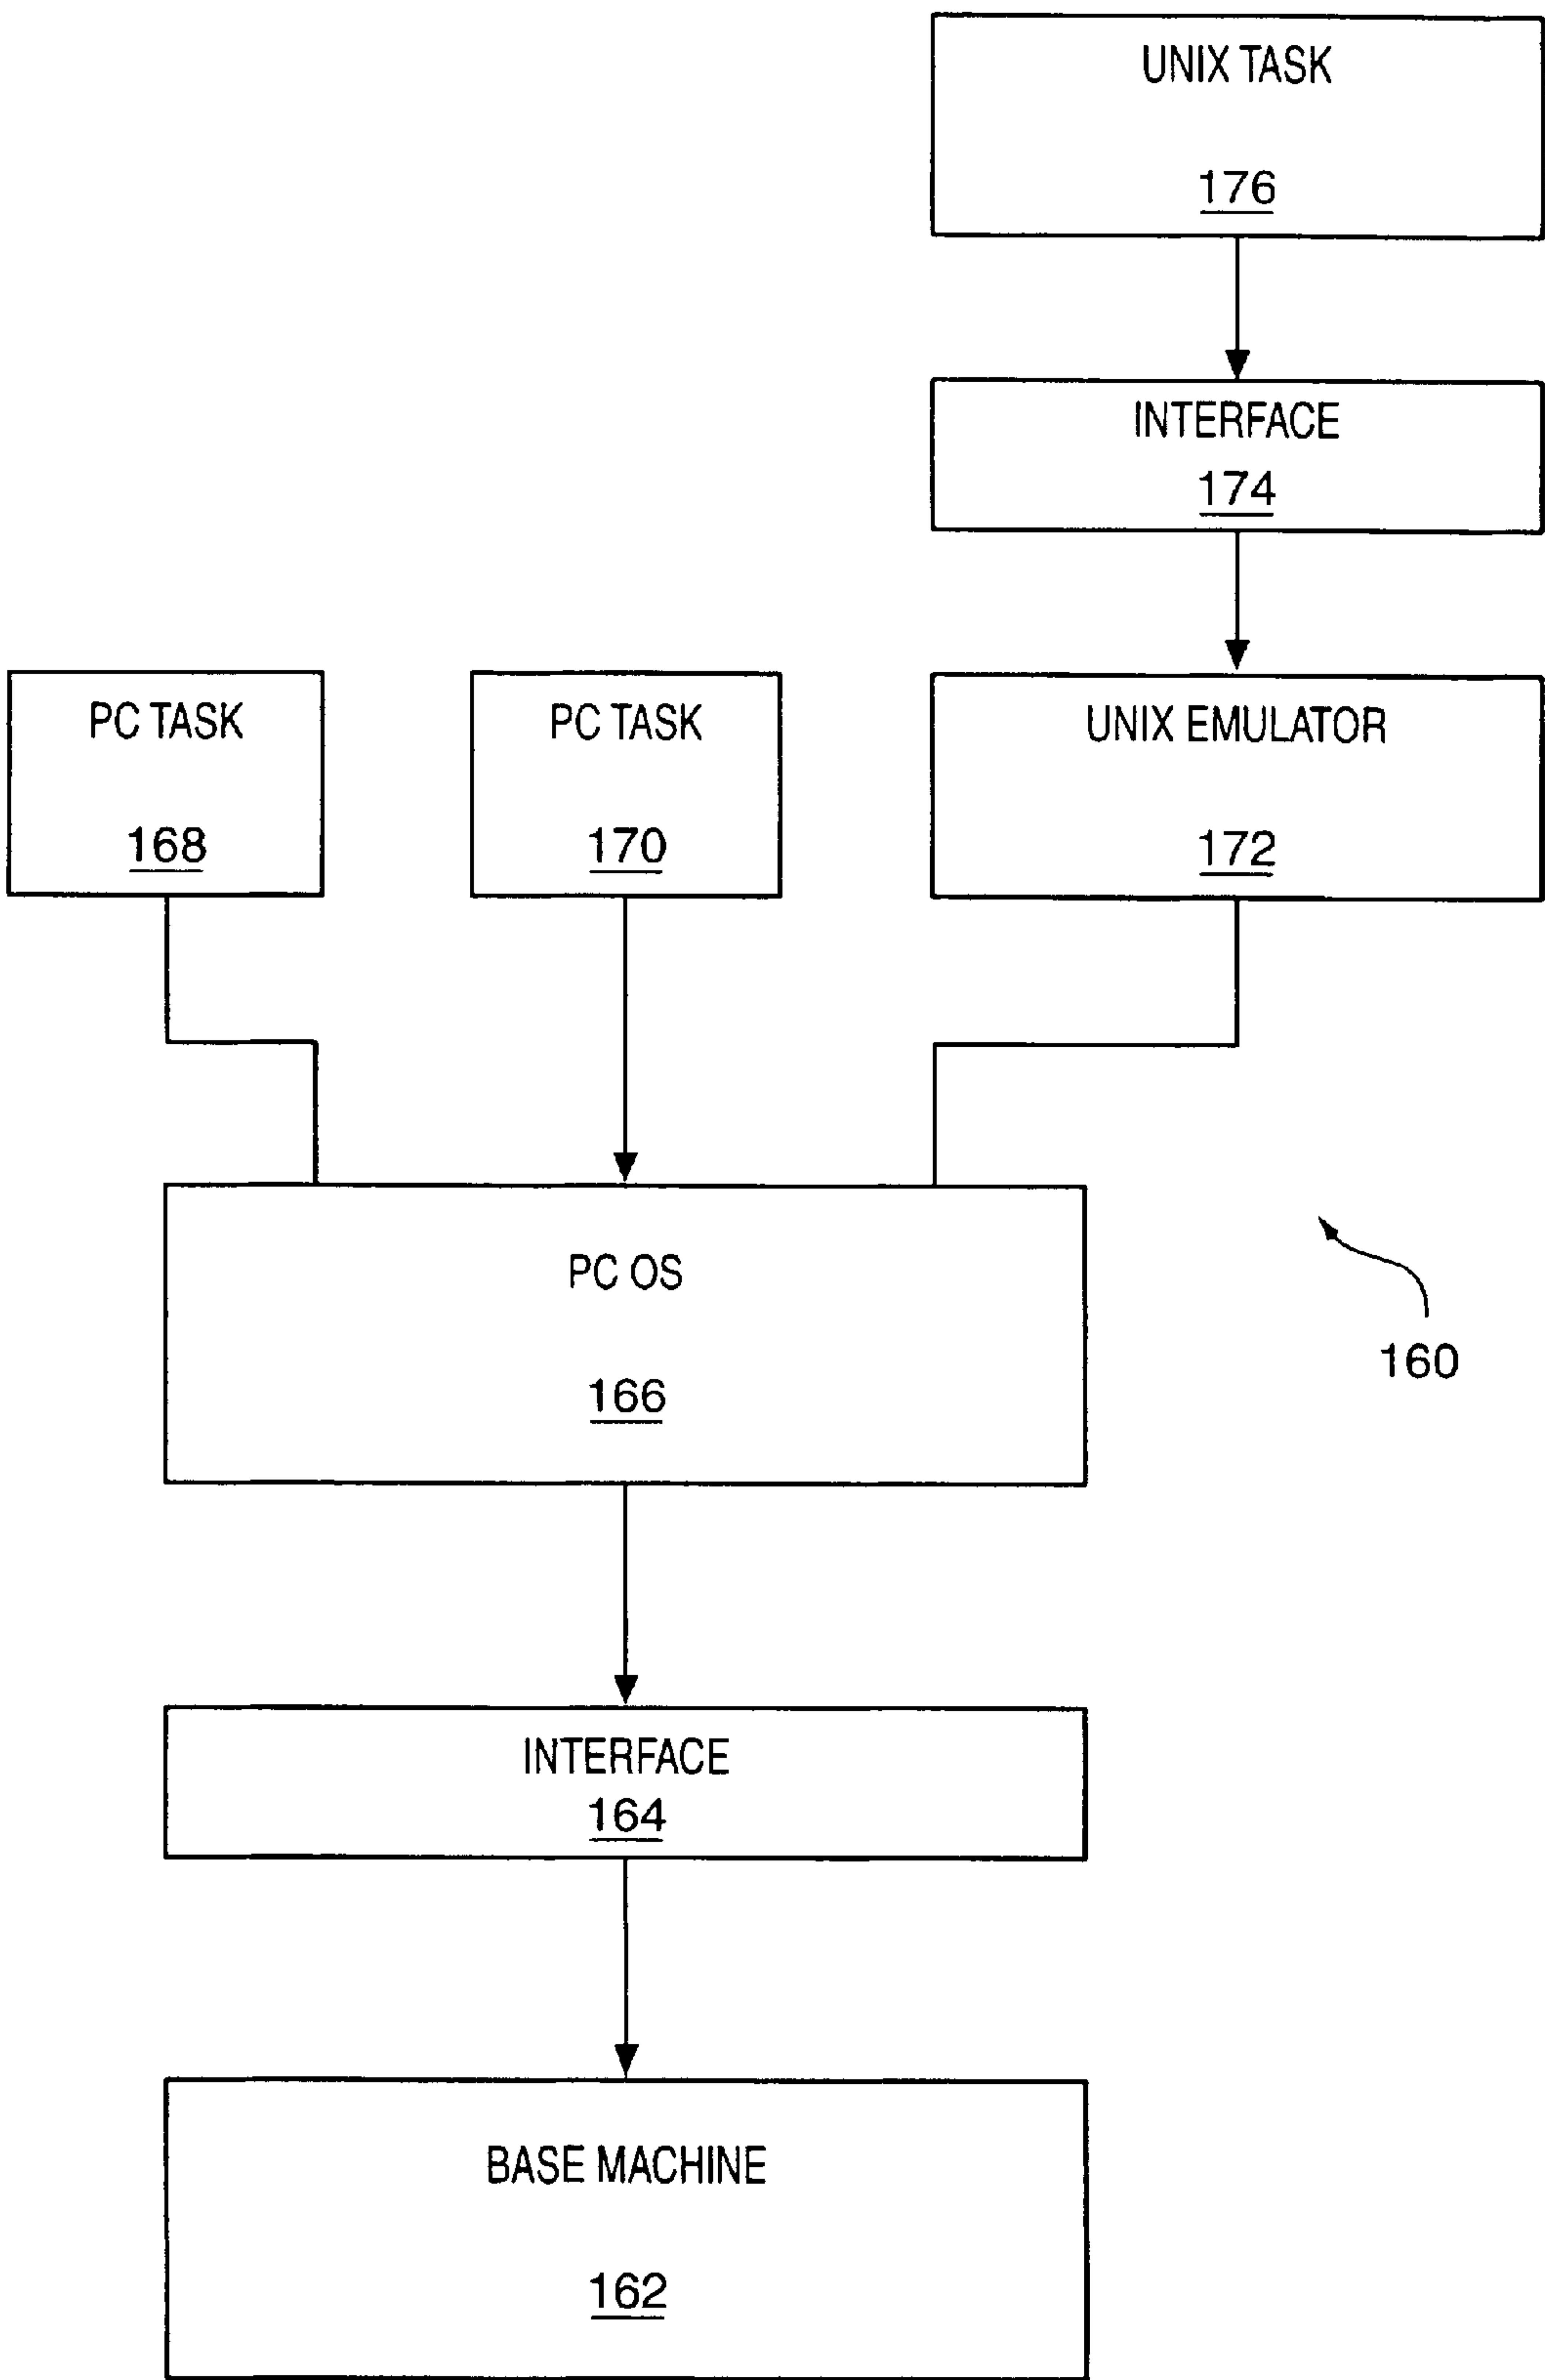 UNIX TASK
176
INTERFACE
174
PC TASK
168
PC TASK
170
UNIX EMULATOR
172
PC OS
166
160
INTERFACE
164
BASE MACHINE
162